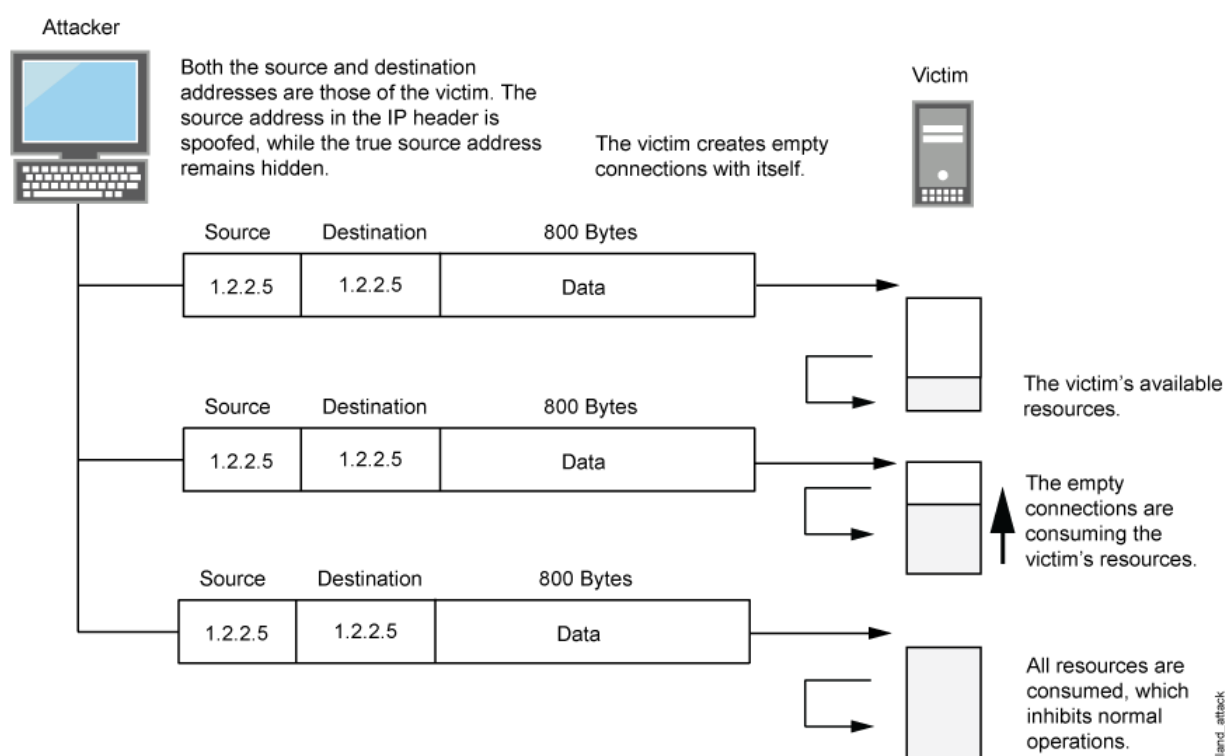 Attacker
Both the source and destination
addresses are those of the victim. The
source address in the IP header is
spoofed, while the true source address
remains hidden.
The victim creates empty
connections with itself.
Victim
Source Destination 800 Bytes
1.2.2.5 1.2.2.5 Data
The victim's available
resources.
Source Destination 800 Bytes
1.2.2.5 1.2.2.5 Data
The empty
connections are
consuming the
victim's resources.
Source Destination 800 Bytes
1.2.2.5 1.2.2.5 Data
All resources are
consumed, which
inhibits normal
operations.
land_attack